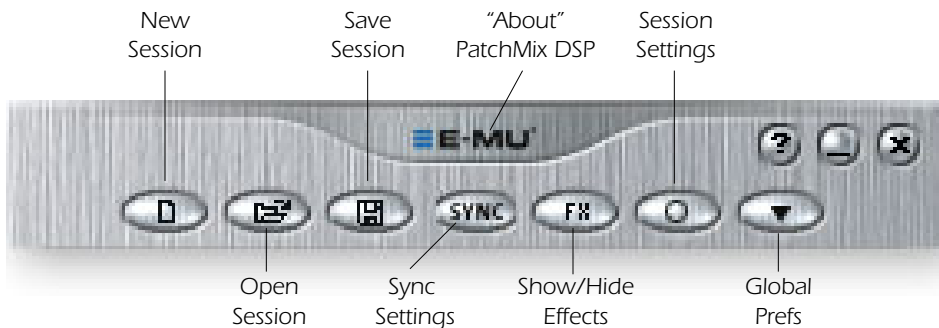 New
Session
Save
Session
“About”
PatchMix DSP
Session
Settings
E-MU®
?
x
SYNC
FX
Open
Session
Sync
Settings
Show/Hide
Effects
Global
Prefs